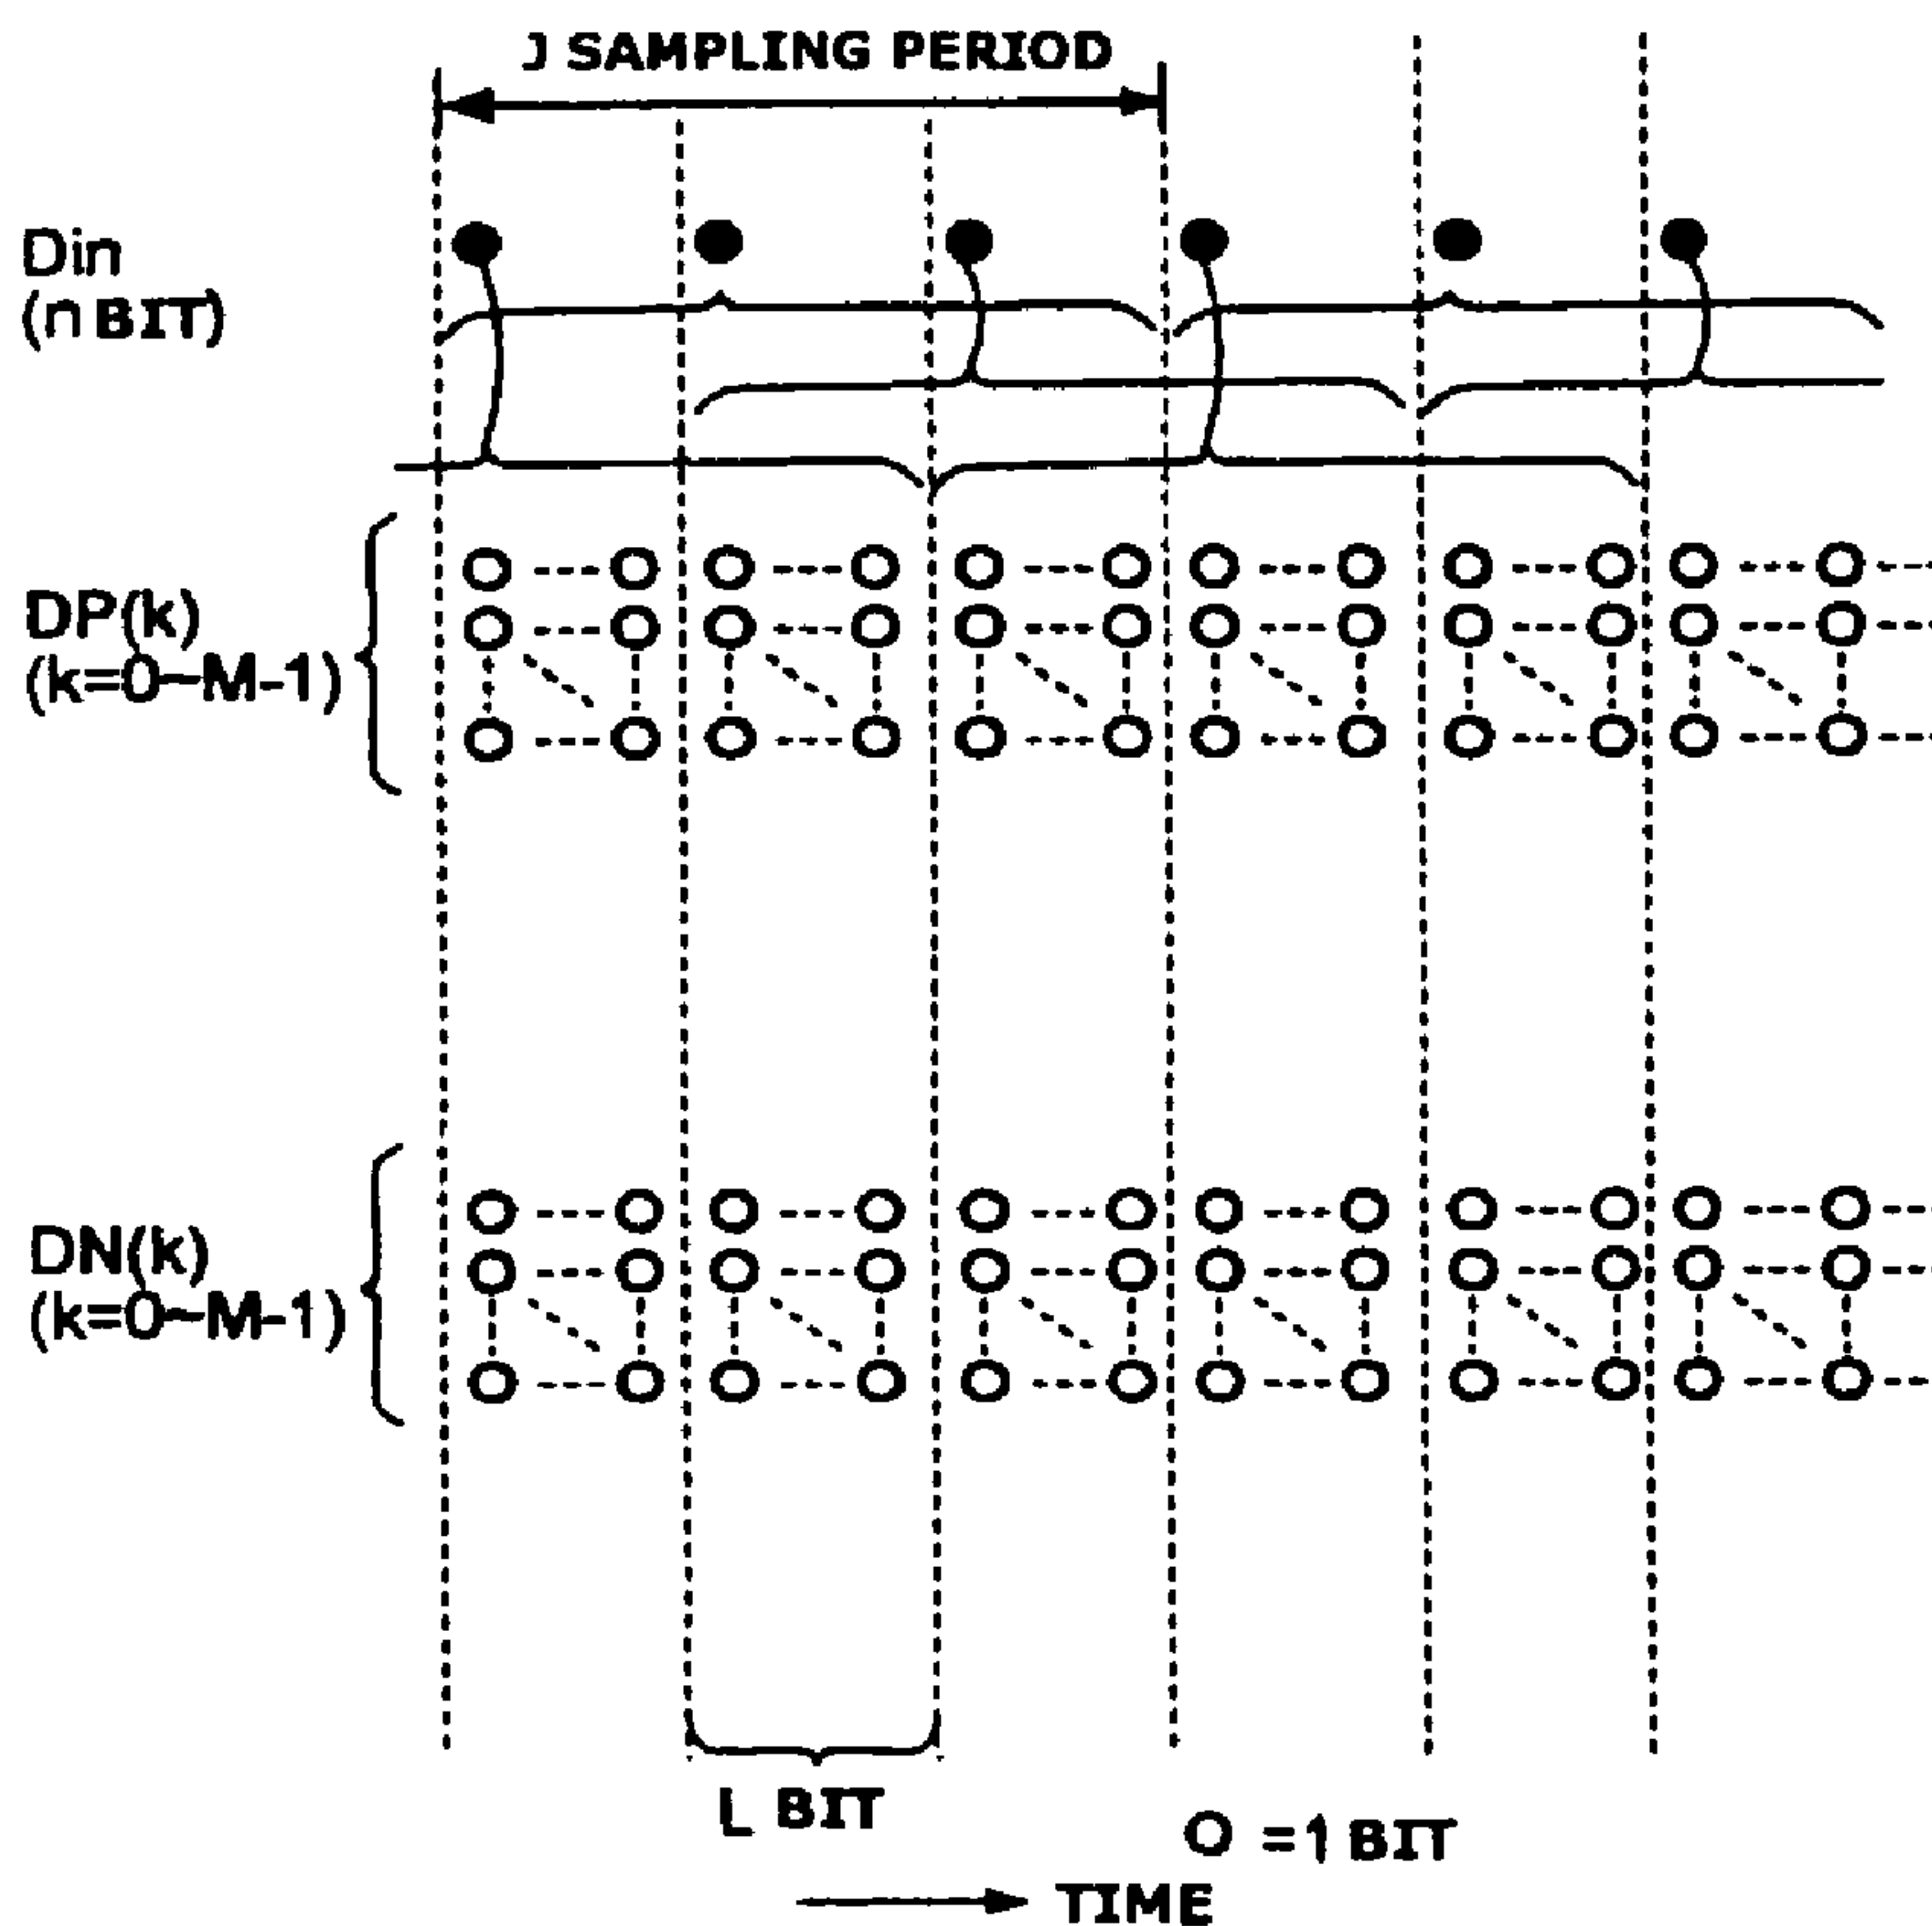 J SAMPLING PERIOD
Din
(n BIT)
DP(k)
(k=0~M-1)
DN(k)
(k=0~M-1)
L BIT
O =1 BIT
TIME